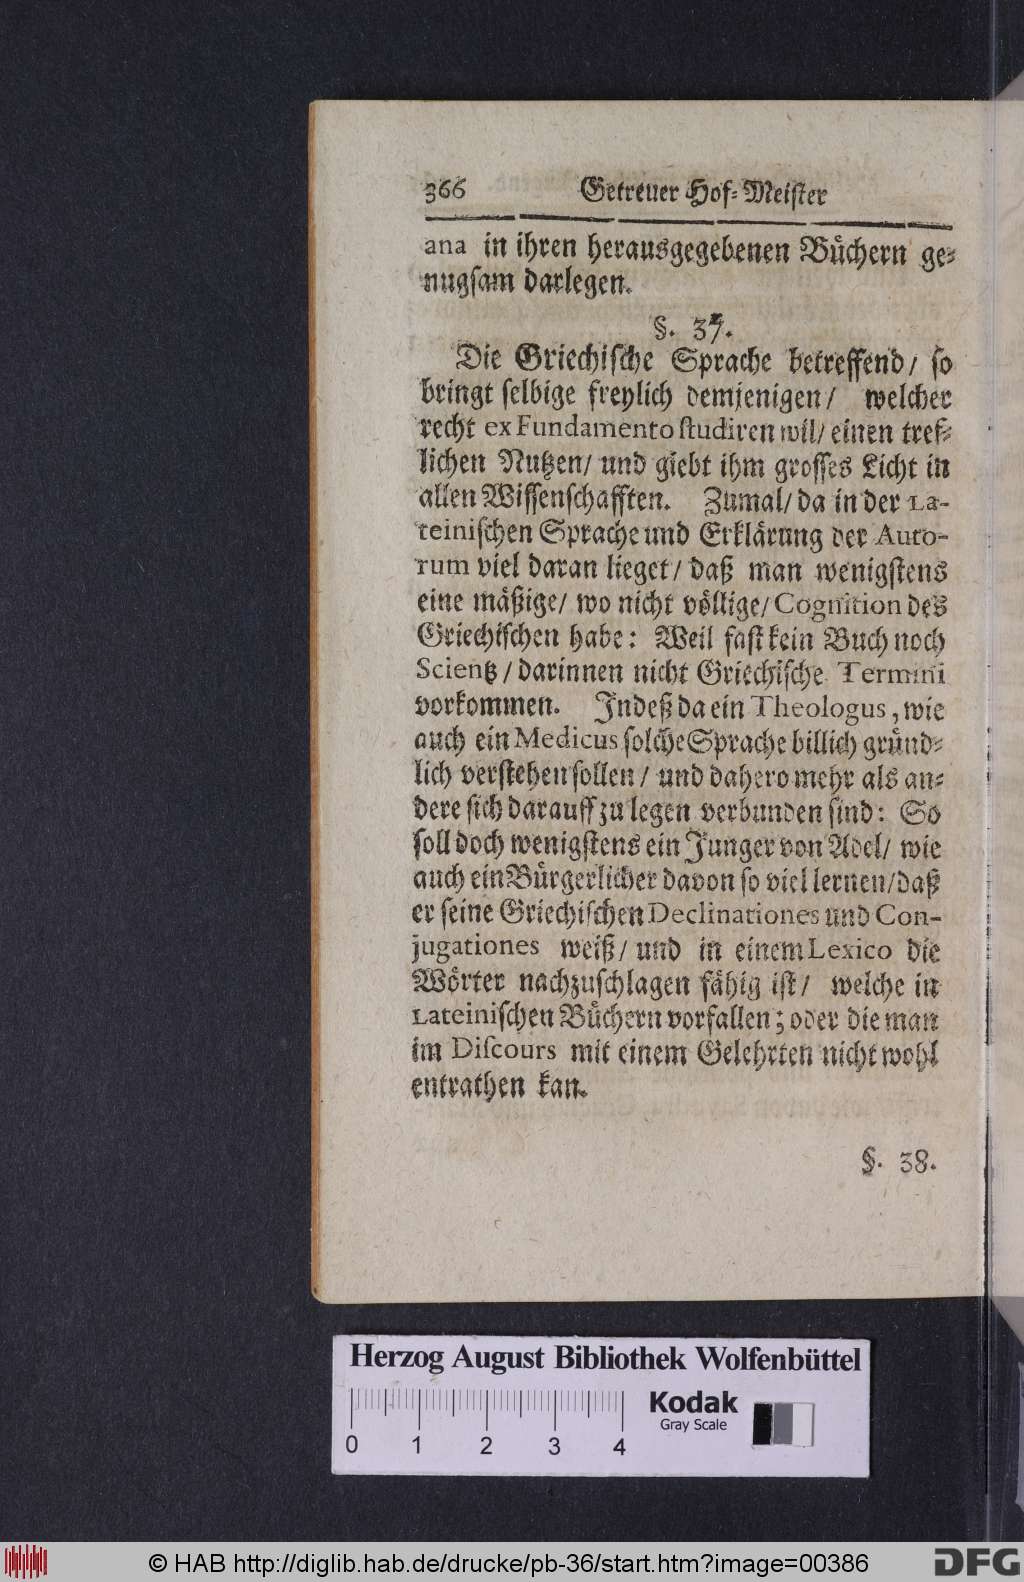 366 Getreuer Hof-Meister
ana in ihren herausgegebenen Bůchern ge-
nugsam darlegen.
§. 37.
Die Griechische Sprache betreffend/ so
bringt selbige freylich demjenigen/ welcher
recht ex Fundamento studiren wil/ einen tref-
lichen Nutzen/ und giebt ihm grosses Licht in
allen Wissenschafften. Zumal/ da in der La-
teinischen Sprache und Erklårung der Auto-
rum viel daran lieget/ daß man wenigstens
eine måßige/ wo nicht vŏllige/ Cognition des
Griechischen habe: Weil fast kein Buch noch
Scientz/ darinnen nicht Griechische Termini
vorkommen. Indeß da ein Theologus, wie
auch ein Medicus solche Sprache billich grůnd-
lich verstehen sollen/ und dahero mehr als an-
dere sich darauff zu legen verbunden sind: So
soll doch wenigstens ein Junger von Adel/ wie
auch ein Bůrgerlicher davon so viel lernen/ daß
er seine Griechischen Declinationes und Con-
jugationes weiß/ und in einem Lexico die
Wŏrter nachzuschlagen fåhig ist/ welche in
Lateinischen Bůchern vorfallen; oder die man
im Discours mit einem Gelehrten nicht wohl
entrathen kan.
§. 38.
Herzog August Bibliothek Wolfenbüttel
Kodak
Gray Scale
0 1 2 3 4
© HAB http://diglib.hab.de/drucke/pb-36/start.htm?image=00386
DFG